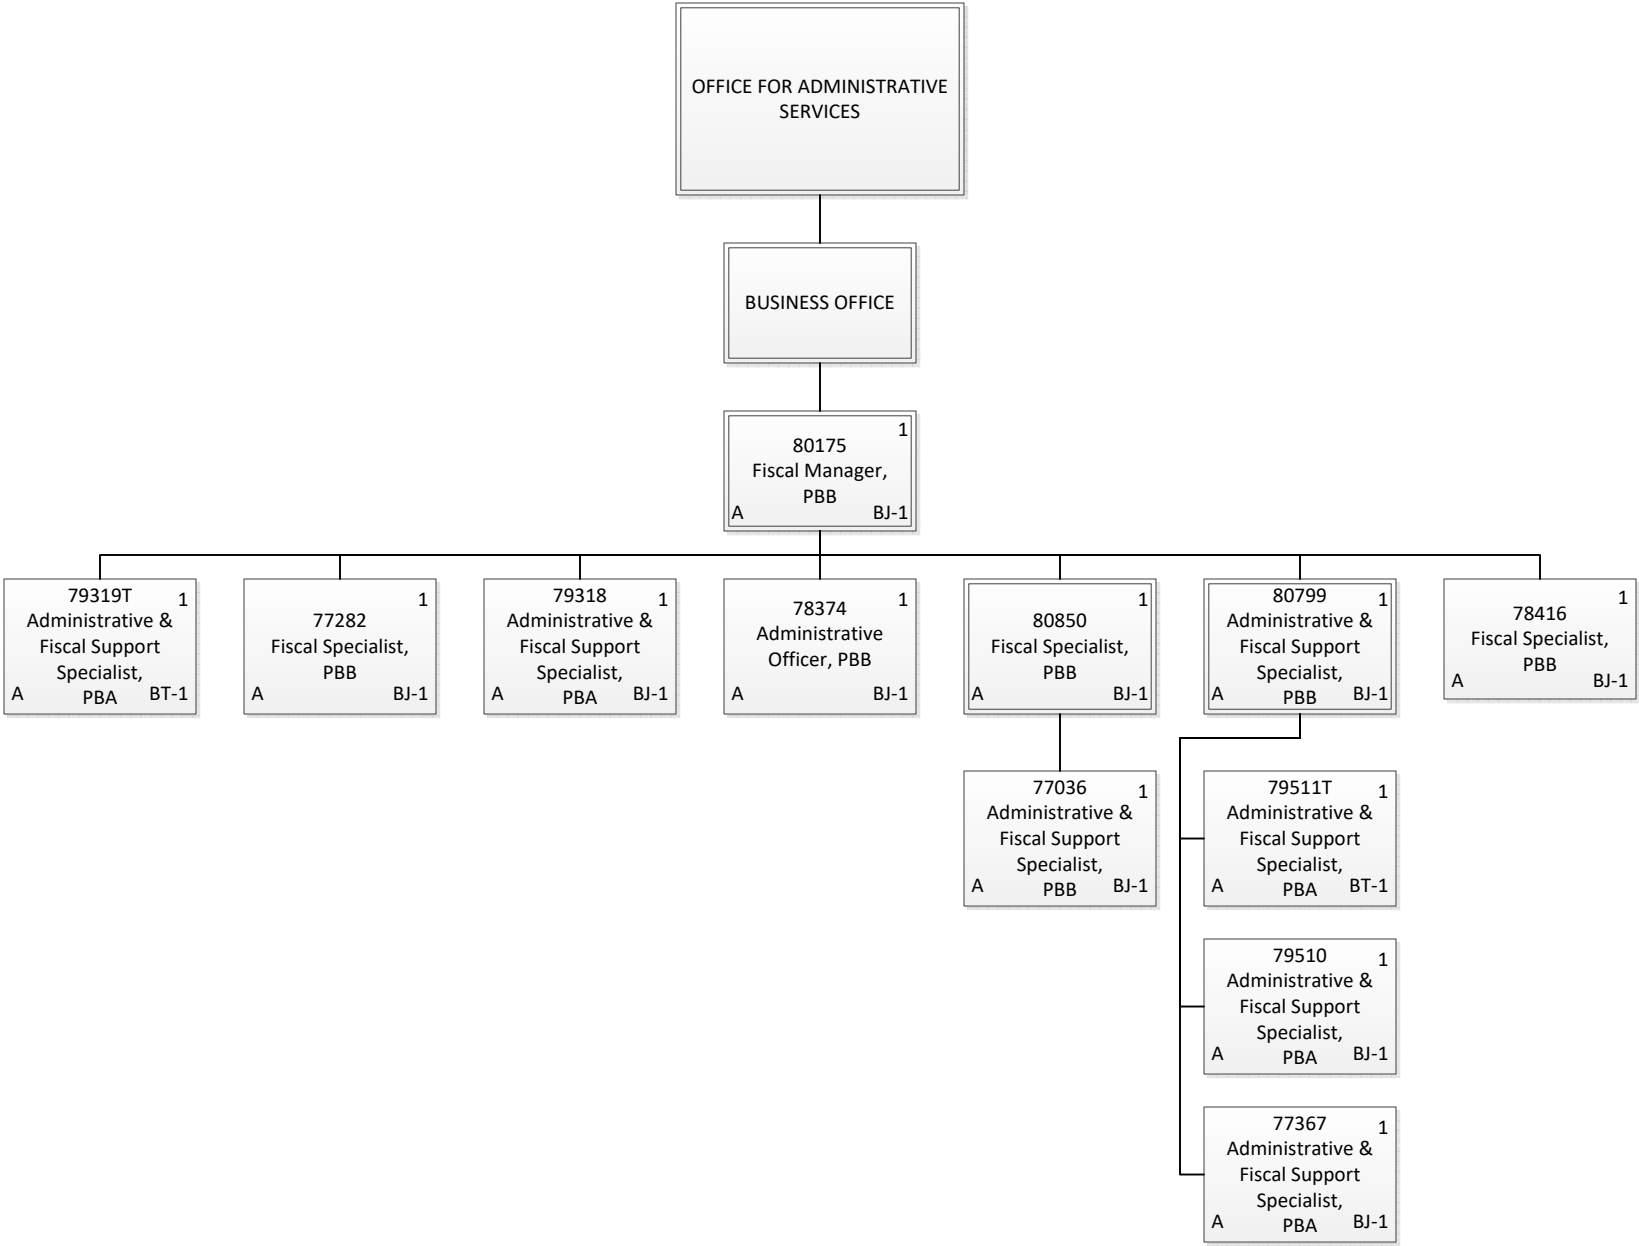 OFFICE FOR ADMINISTRATIVE
SERVICES
BUSINESS OFFICE
1
80175
Fiscal Manager,
PBB
A BJ-1
79319T 1
Administrative &
Fiscal Support
Specialist,
A PBA BT-1
1
77282
Fiscal Specialist,
PBB
A BJ-1
79318 1
Administrative &
Fiscal Support
Specialist,
A PBA BJ-1
1
78374
Administrative
Officer, PBB
A BJ-1
1
80850
Fiscal Specialist,
PBB
A BJ-1
80799 1
Administrative &
Fiscal Support
Specialist,
A PBB BJ-1
1
78416
Fiscal Specialist,
PBB
A BJ-1
77036 1
Administrative &
Fiscal Support
Specialist,
A PBB BJ-1
79511T 1
Administrative &
Fiscal Support
Specialist,
A PBA BT-1
79510 1
Administrative &
Fiscal Support
Specialist,
A PBA BJ-1
77367 1
Administrative &
Fiscal Support
Specialist,
A PBA BJ-1